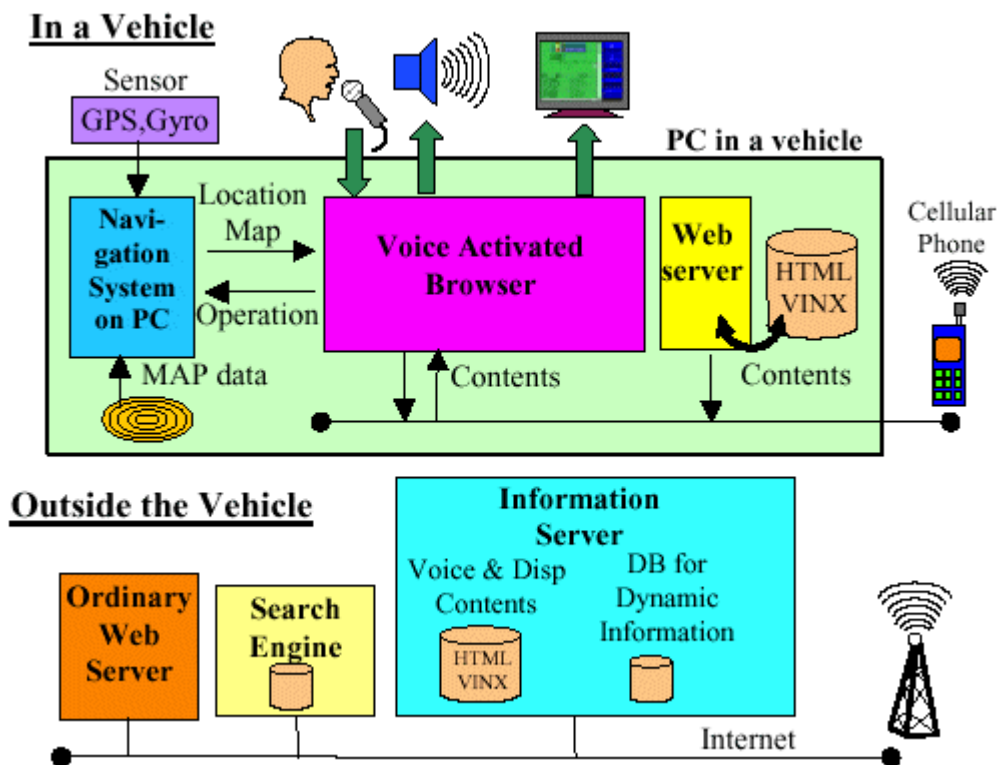 In a Vehicle
Sensor
GPS,Gyro
PC in a vehicle
Navi-
gation
System
on PC
Location
Map
Operation
MAP data
Voice Activated
Browser
Contents
Web
server
HTML
VINX
Contents
Cellular
Phone
Outside the Vehicle
Ordinary
Web
Server
Search
Engine
Information
Server
Voice & Disp
Contents
HTML
VINX
DB for
Dynamic
Information
Internet